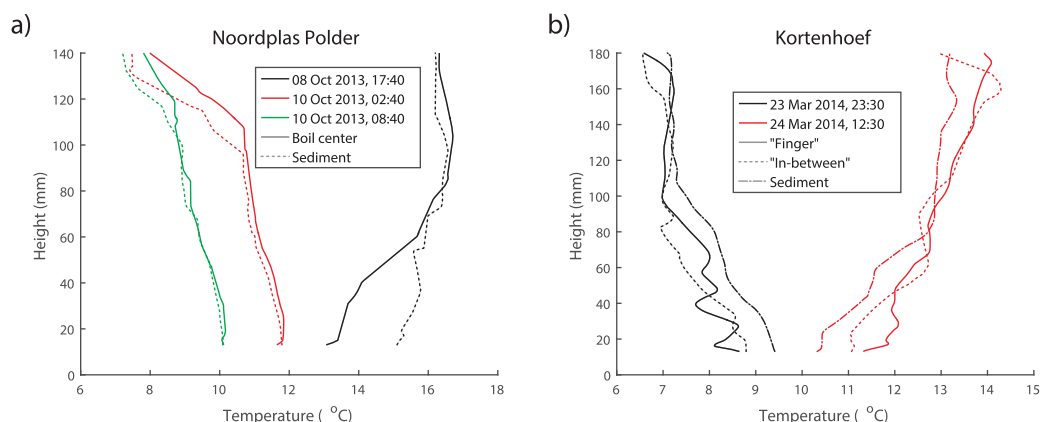 a)
Noordplas Polder
140
120
100
80
60
40
20
0
Height (mm)
08 Oct 2013, 17:40
10 Oct 2013, 02:40
10 Oct 2013, 08:40
Boil center
Sediment
6 8 10 12 14 16 18
Temperature ( °C)
b)
Kortenhoef
180
160
140
120
100
80
60
40
20
0
Height (mm)
23 Mar 2014, 23:30
24 Mar 2014, 12:30
"Finger"
"In-between"
Sediment
6 7 8 9 10 11 12 13 14 15
Temperature ( °C)